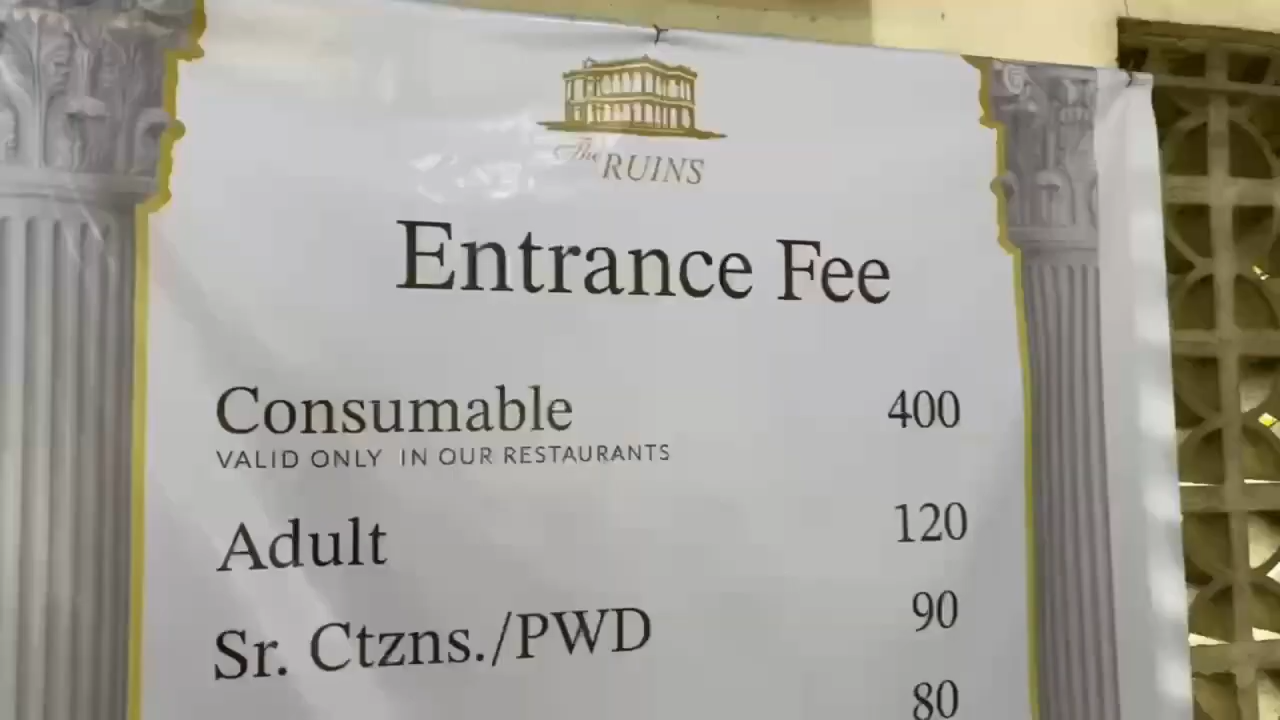 The RUINS
Entrance Fee
Consumable 400
VALID ONLY IN OUR RESTAURANTS
Adult 120
Sr. Ctzns./PWD 90
80